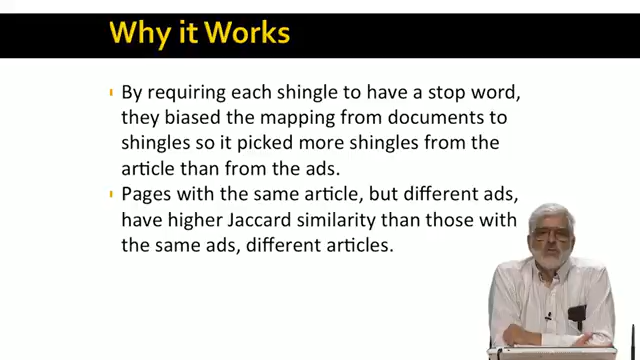 Why it Works
By requiring each shingle to have a stop word,
they biased the mapping from documents to
shingles so it picked more shingles from the
article than from the ads.
Pages with the same article, but different ads,
have higher Jaccard similarity than those with
the same ads, different articles.